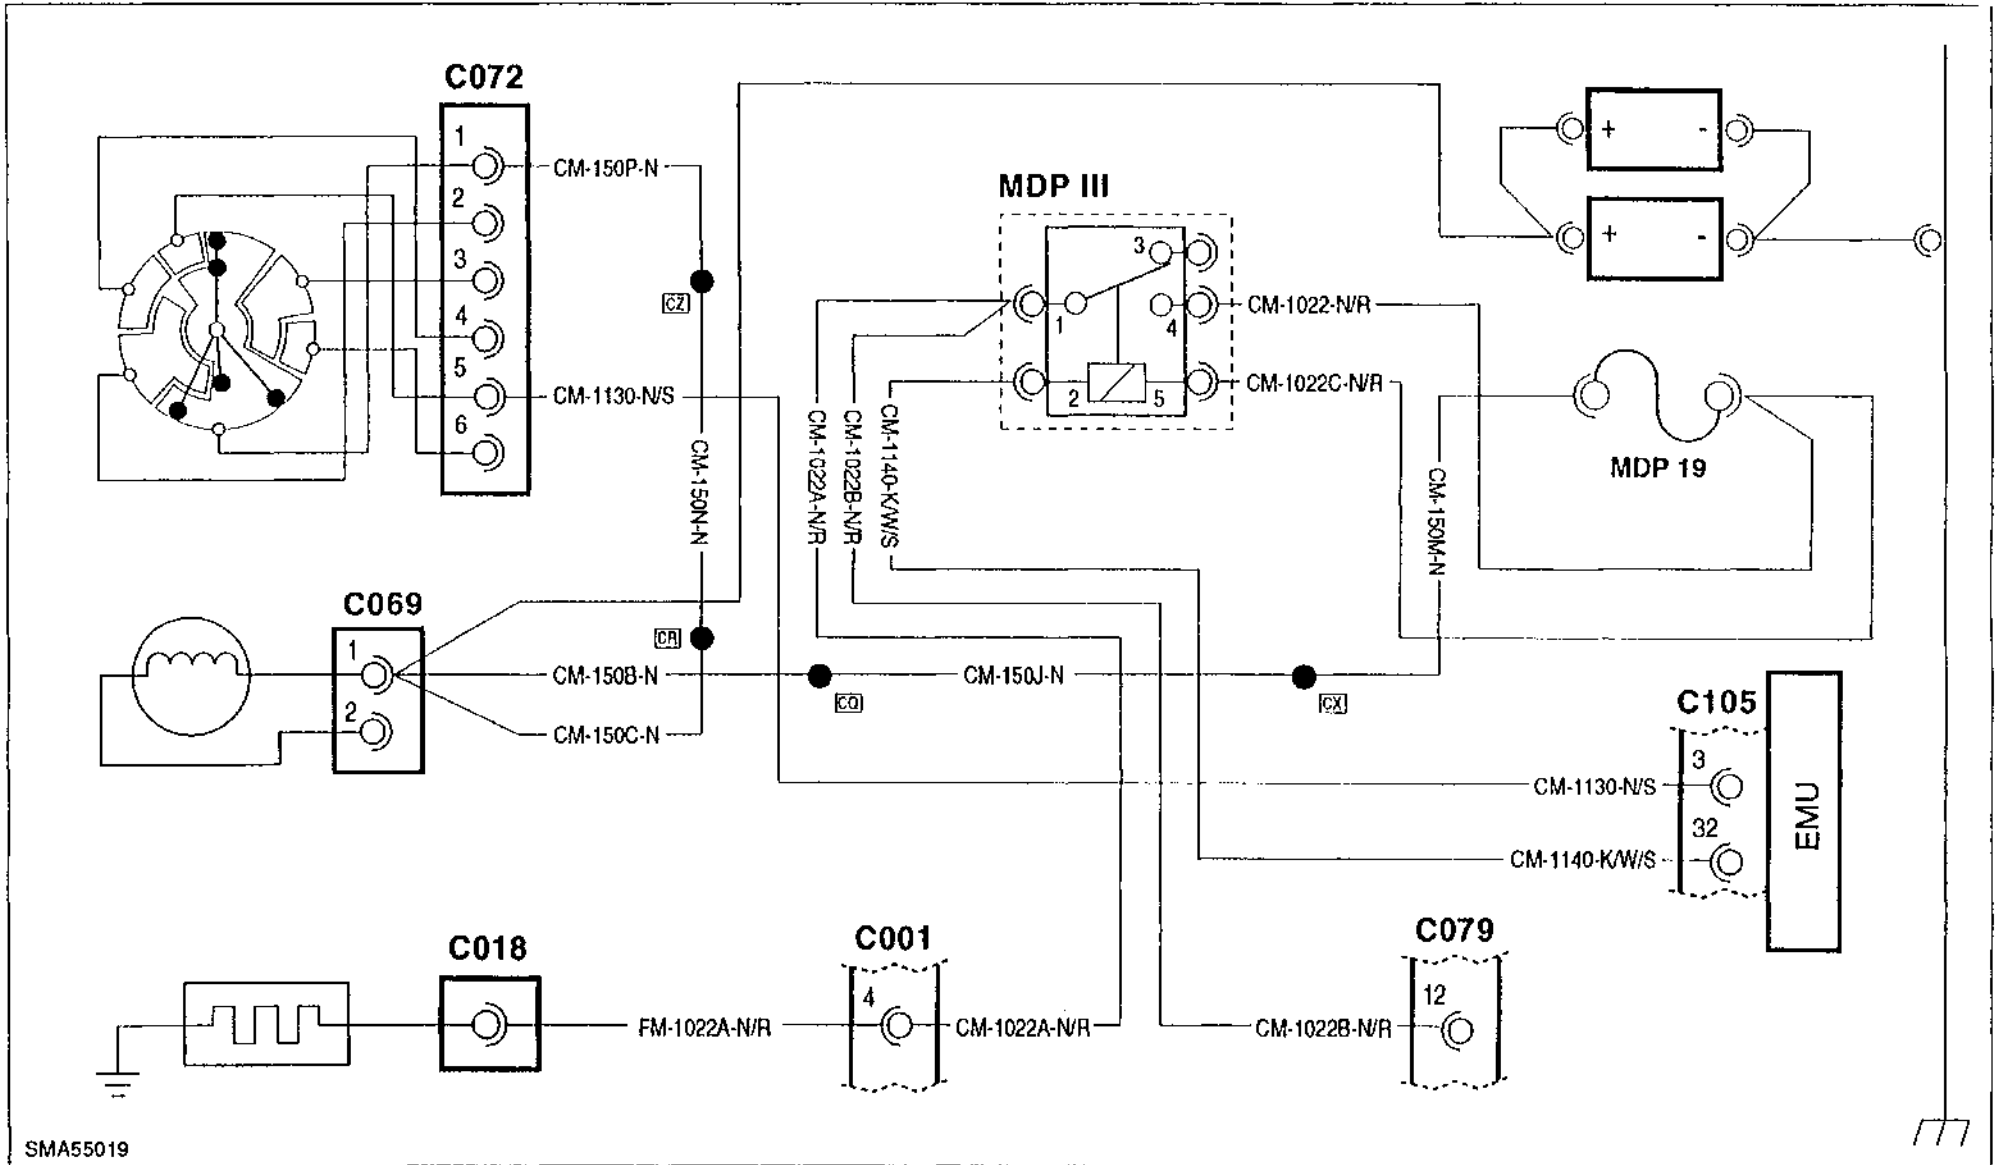 C072
1
CM-150P-N
+ -
2
MDP III
+ -
3
3
CZ
4
1
4
CM-1022-N/R
5
2
5
CM-1022C-N/R
CM-1130-N/S
6
CM-150N-N
CM-1022A-N/R
CM-1022B-N/R
CM-1140-K/W/S
CM-150M-N
MDP 19
C069
CR
1
CM-150B-N
CM-150J-N
CQ
CX
2
CM-150C-N
C105
3
CM-1130-N/S
32
CM-1140-K/W/S
EMU
C018
C001
C079
4
12
FM-1022A-N/R
CM-1022A-N/R
CM-1022B-N/R
SMA55019